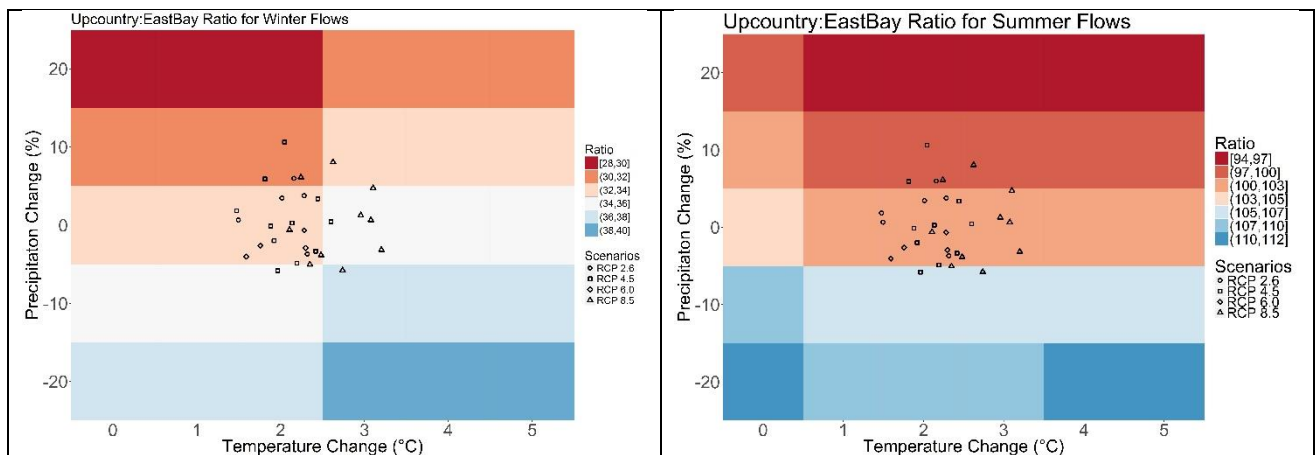 Upcountry:EastBay Ratio for Winter Flows
Precipitaton Change (%)
20
10
0
-10
-20
0 1 2 3 4 5
Temperature Change (°C)
Ratio
[28,30]
(30,32]
(32,34]
(34,36]
(36,38]
(38,40]
Scenarios
RCP 2.6
RCP 4.5
RCP 6.0
RCP 8.5
Upcountry:EastBay Ratio for Summer Flows
Precipitaton Change (%)
20
10
0
-10
-20
0 1 2 3 4 5
Temperature Change (°C)
Ratio
[94,97]
(97,100]
(100,103]
(103,105]
(105,107]
(107,110]
(110,112]
Scenarios
RCP 2.6
RCP 4.5
RCP 6.0
RCP 8.5